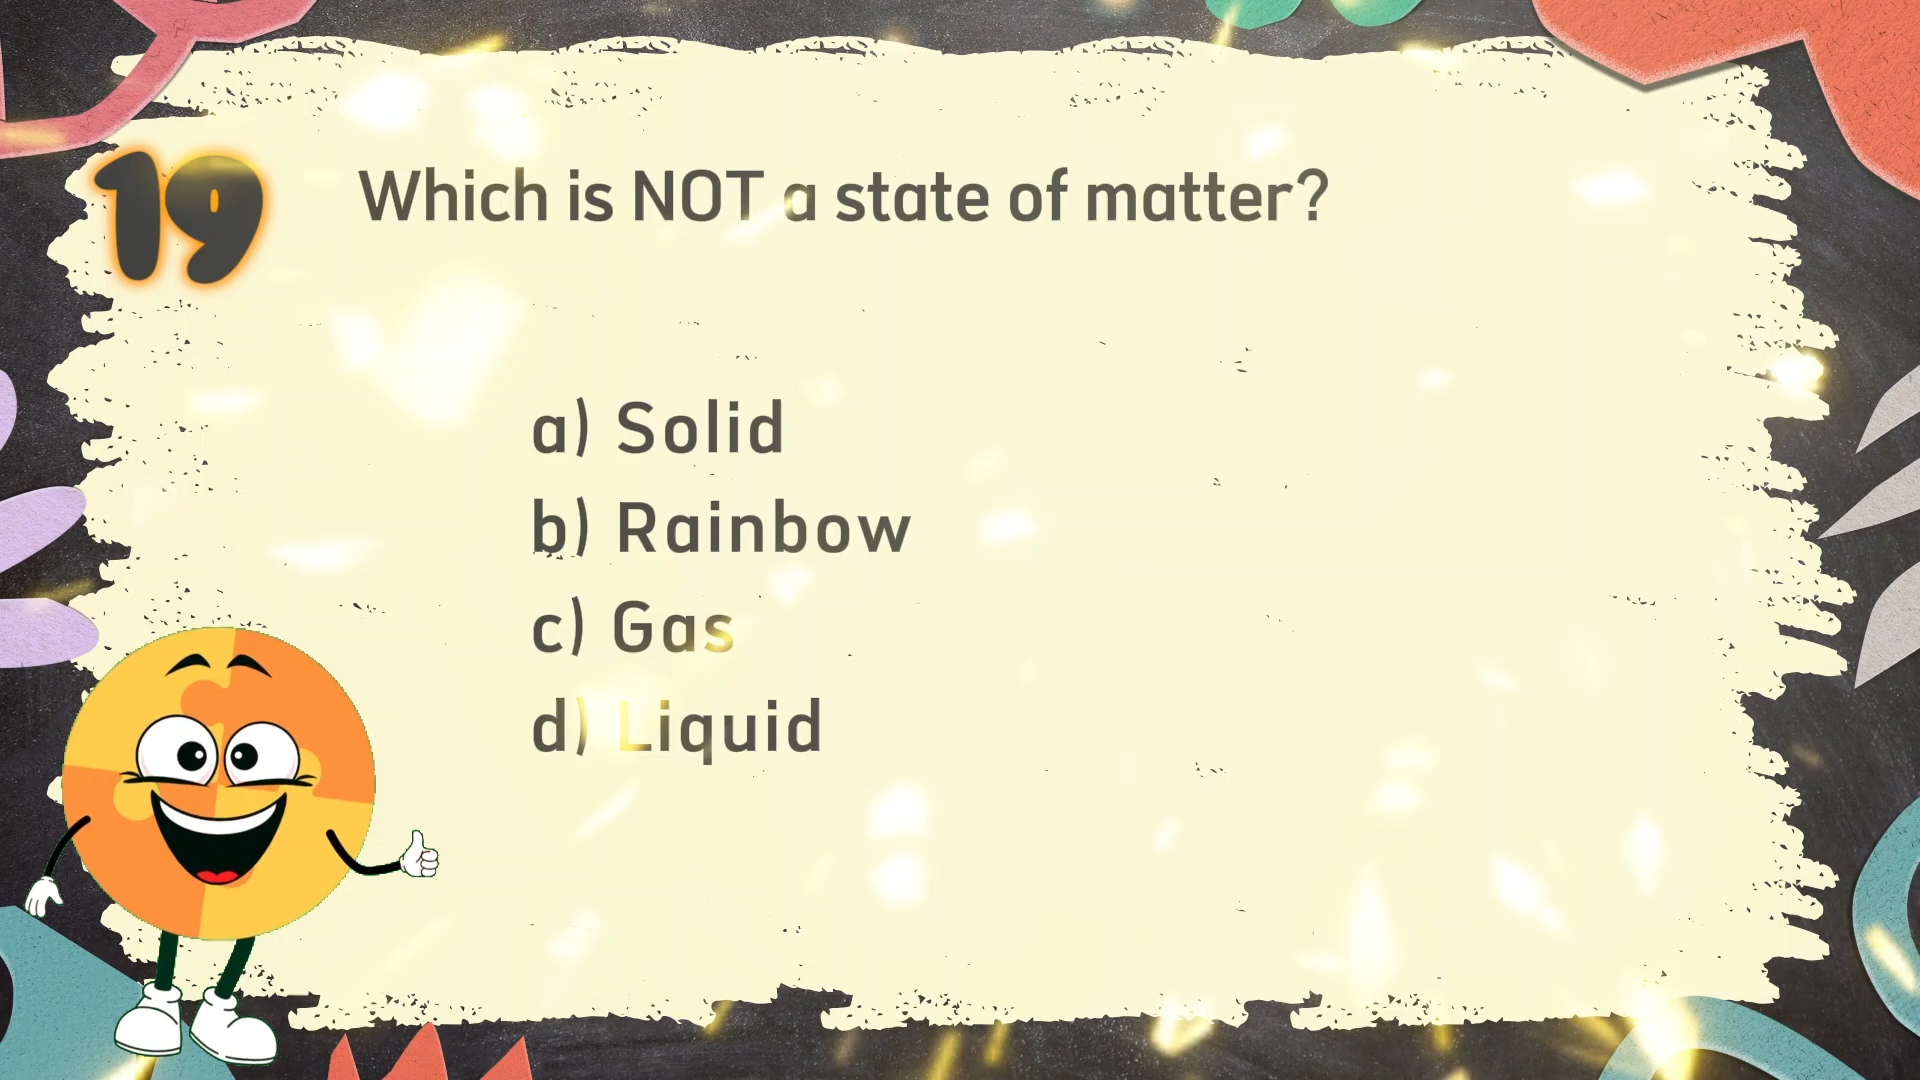 19
Which is NOT a state of matter?
a) Solid
b) Rainbow
c) Gas
d) Liquid